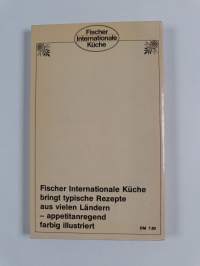 Fischer
Internationale
Küche
Fischer Internationale Küche
bringt typische Rezepte
aus vielen Ländern
– appetitanregend
farbig illustriert
DM 7.80